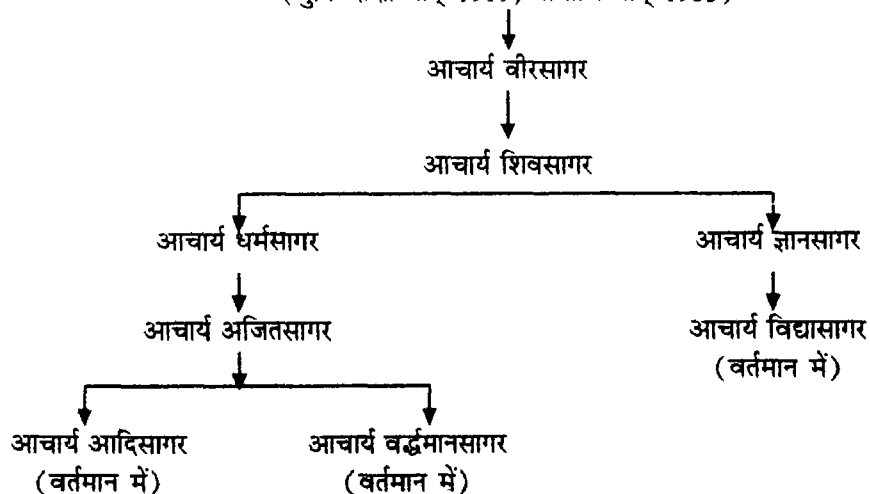 आचार्य वीरसागर
आचार्य शिवसागर
आचार्य धर्मसागर आचार्य ज्ञानसागर
आचार्य अजितसागर आचार्य विद्यासागर
(वर्तमान में)
आचार्य आदिसागर आचार्य वर्द्धमानसागर
(वर्तमान में) (वर्तमान में)